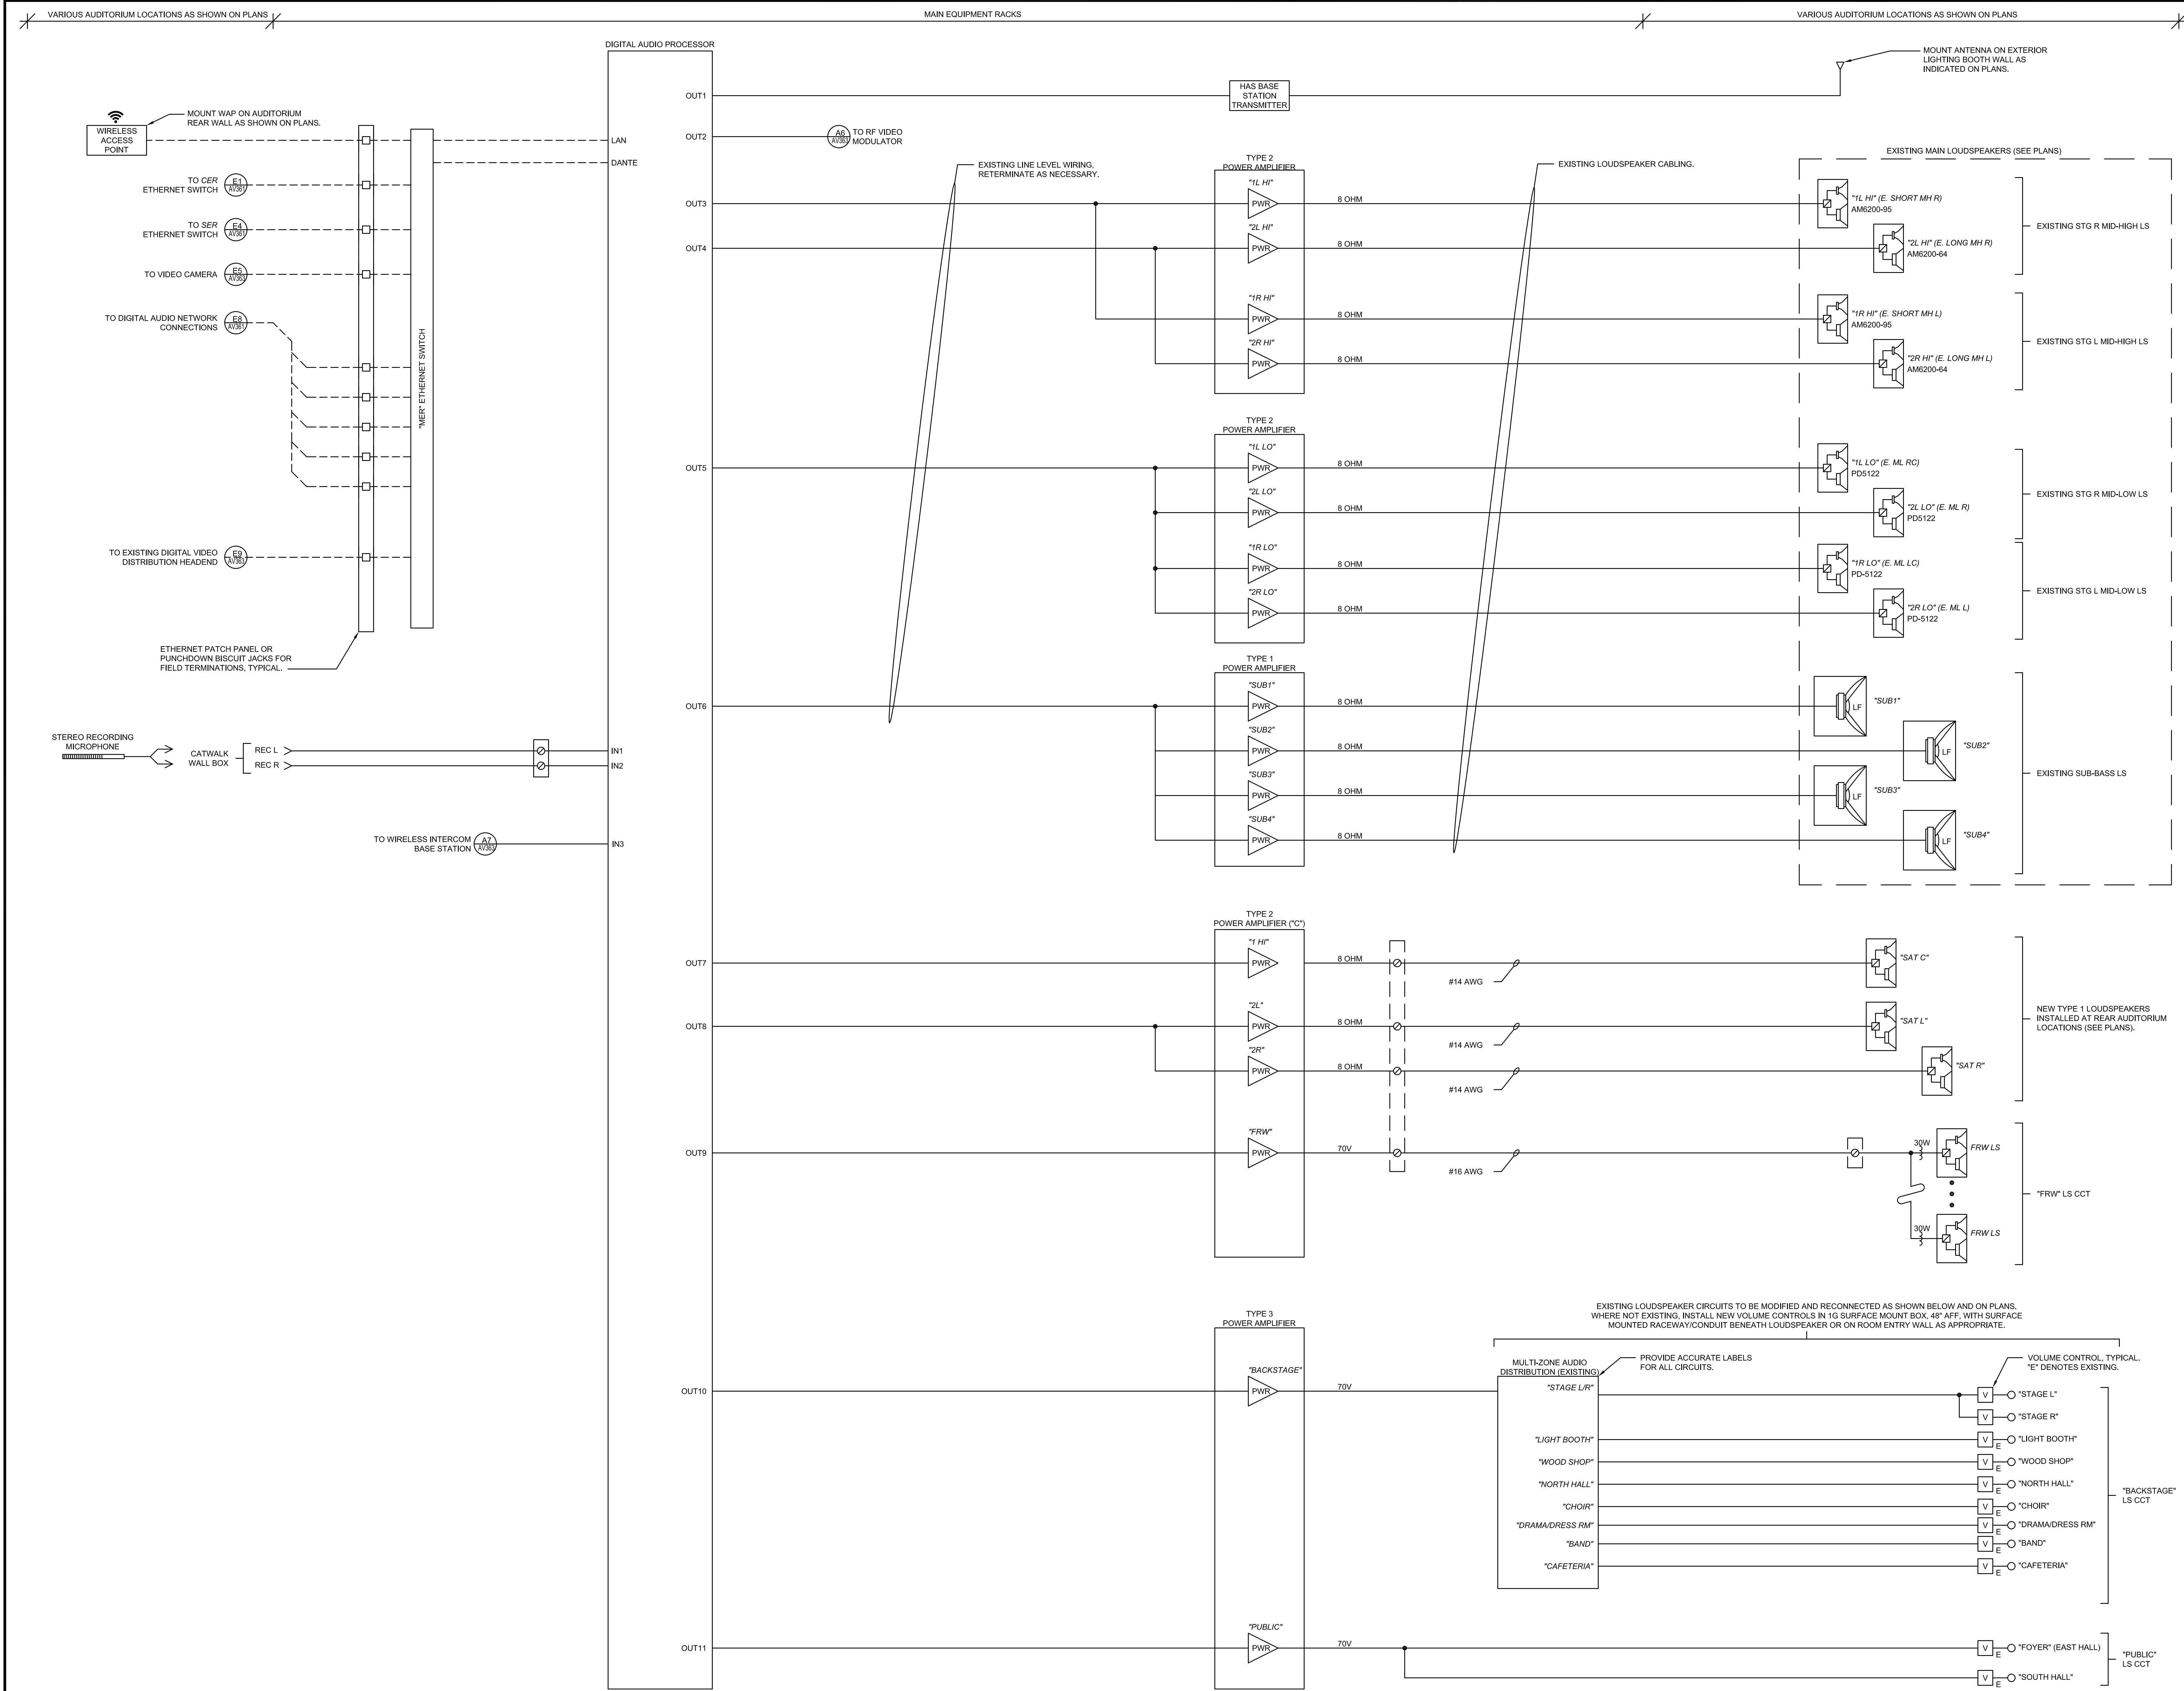 VARIOUS AUDITORIUM LOCATIONS AS SHOWN ON PLANS
MAIN EQUIPMENT RACKS
VARIOUS AUDITORIUM LOCATIONS AS SHOWN ON PLANS
DIGITAL AUDIO PROCESSOR
MOUNT ANTENNA ON EXTERIOR
LIGHTING BOOTH WALL AS
INDICATED ON PLANS.
OUT1
HAS BASE
STATION
TRANSMITTER
MOUNT WAP ON AUDITORIUM
REAR WALL AS SHOWN ON PLANS.
WIRELESS
ACCESS
POINT
LAN
DANTE
OUT2
A6
AV363
TO RF VIDEO
MODULATOR
TO CER
ETHERNET SWITCH
E1
AV361
TO SER
ETHERNET SWITCH
E4
AV361
TO VIDEO CAMERA
E5
AV363
TO DIGITAL AUDIO NETWORK
CONNECTIONS
E8
AV361
"MER" ETHERNET SWITCH
TO EXISTING DIGITAL VIDEO
DISTRIBUTION HEADEND
E9
AV363
ETHERNET PATCH PANEL OR
PUNCHDOWN BISCUIT JACKS FOR
FIELD TERMINATIONS, TYPICAL.
EXISTING LINE LEVEL WIRING,
RETERMINATE AS NECESSARY.
EXISTING LOUDSPEAKER CABLING.
EXISTING MAIN LOUDSPEAKERS (SEE PLANS)
TYPE 2
POWER AMPLIFIER
OUT3
"1L HI"
PWR
8 OHM
"1L HI" (E. SHORT MH R)
AM6200-95
OUT4
"2L HI"
PWR
8 OHM
"2L HI" (E. LONG MH R)
AM6200-64
EXISTING STG R MID-HIGH LS
"1R HI"
PWR
8 OHM
"1R HI" (E. SHORT MH L)
AM6200-95
"2R HI"
PWR
8 OHM
"2R HI" (E. LONG MH L)
AM6200-64
EXISTING STG L MID-HIGH LS
TYPE 2
POWER AMPLIFIER
OUT5
"1L LO"
PWR
8 OHM
"1L LO" (E. ML RC)
PD5122
"2L LO"
PWR
8 OHM
"2L LO" (E. ML R)
PD5122
EXISTING STG R MID-LOW LS
"1R LO"
PWR
8 OHM
"1R LO" (E. ML LC)
PD-5122
"2R LO"
PWR
8 OHM
"2R LO" (E. ML L)
PD-5122
EXISTING STG L MID-LOW LS
TYPE 1
POWER AMPLIFIER
OUT6
"SUB1"
PWR
8 OHM
LF
"SUB1"
"SUB2"
PWR
8 OHM
LF
"SUB2"
"SUB3"
PWR
8 OHM
LF
"SUB3"
"SUB4"
PWR
8 OHM
LF
"SUB4"
EXISTING SUB-BASS LS
STEREO RECORDING
MICROPHONE
CATWALK
WALL BOX
REC L
REC R
IN1
IN2
TO WIRELESS INTERCOM
BASE STATION
A7
AV363
IN3
TYPE 2
POWER AMPLIFIER ("C")
OUT7
"1 HI"
PWR
8 OHM
#14 AWG
"SAT C"
OUT8
"2L"
PWR
8 OHM
#14 AWG
"SAT L"
"2R"
PWR
8 OHM
#14 AWG
"SAT R"
NEW TYPE 1 LOUDSPEAKERS
INSTALLED AT REAR AUDITORIUM
LOCATIONS (SEE PLANS).
OUT9
"FRW"
PWR
70V
#16 AWG
30W
FRW LS
30W
FRW LS
"FRW" LS CCT
EXISTING LOUDSPEAKER CIRCUITS TO BE MODIFIED AND RECONNECTED AS SHOWN BELOW AND ON PLANS.
WHERE NOT EXISTING, INSTALL NEW VOLUME CONTROLS IN 1G SURFACE MOUNT BOX, 48" AFF, WITH SURFACE
MOUNTED RACEWAY/CONDUIT BENEATH LOUDSPEAKER OR ON ROOM ENTRY WALL AS APPROPRIATE.
TYPE 3
POWER AMPLIFIER
OUT10
"BACKSTAGE"
PWR
70V
MULTI-ZONE AUDIO
DISTRIBUTION (EXISTING)
PROVIDE ACCURATE LABELS
FOR ALL CIRCUITS.
VOLUME CONTROL, TYPICAL.
"E" DENOTES EXISTING.
"STAGE L/R"
V
"STAGE L"
V
"STAGE R"
"LIGHT BOOTH"
V
E
"LIGHT BOOTH"
"WOOD SHOP"
V
E
"WOOD SHOP"
"NORTH HALL"
V
E
"NORTH HALL"
"CHOIR"
V
E
"CHOIR"
"DRAMA/DRESS RM"
V
E
"DRAMA/DRESS RM"
"BAND"
V
E
"BAND"
"CAFETERIA"
V
E
"CAFETERIA"
"BACKSTAGE"
LS CCT
OUT11
"PUBLIC"
PWR
70V
V
E
"FOYER" (EAST HALL)
V
E
"SOUTH HALL"
"PUBLIC"
LS CCT